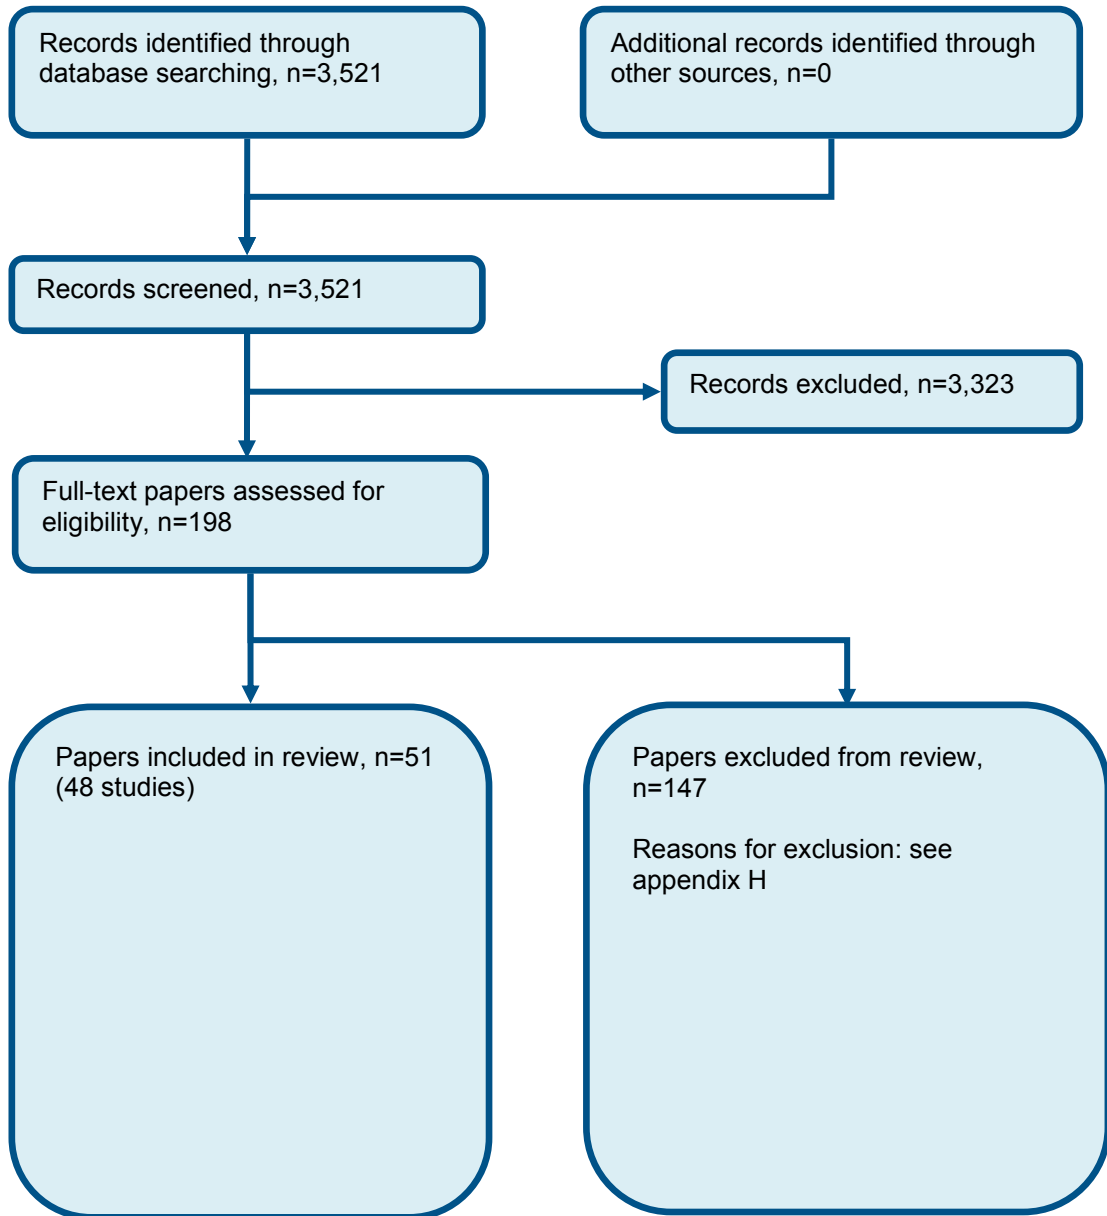 Records identified through
database searching, n=3,521
Additional records identified through
other sources, n=0
Records screened, n=3,521
Records excluded, n=3,323
Full-text papers assessed for
eligibility, n=198
Papers included in review, n=51
(48 studies)
Papers excluded from review,
n=147
Reasons for exclusion: see
appendix H